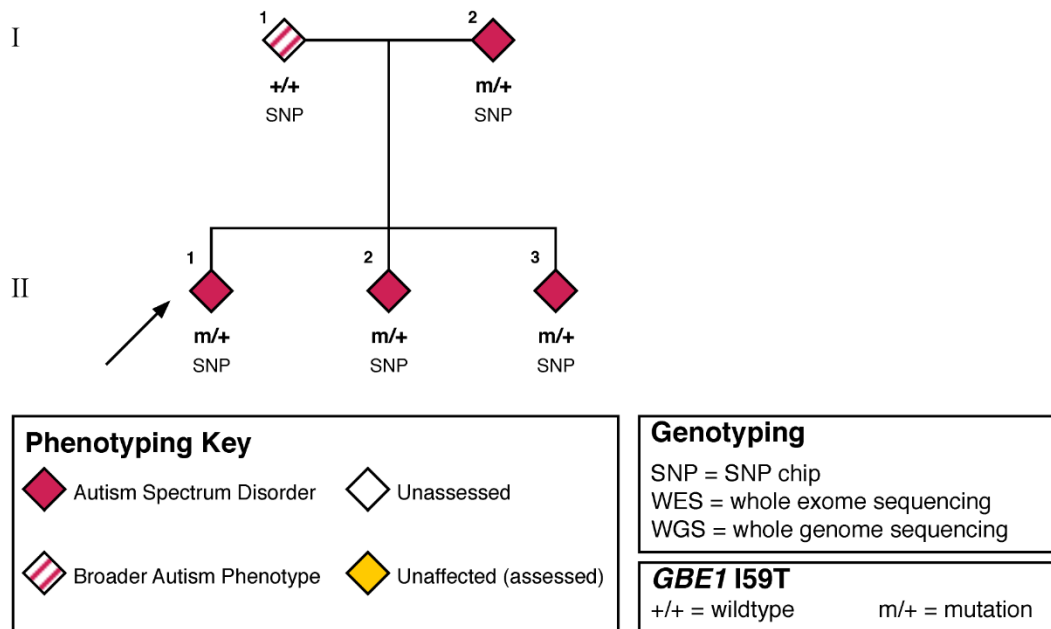 I
1
2
+/+
m/+
SNP
SNP
II
1
2
3
m/+
m/+
m/+
SNP
SNP
SNP
Phenotyping Key
Autism Spectrum Disorder
Unassessed
Broader Autism Phenotype
Unaffected (assessed)
Genotyping
SNP = SNP chip
WES = whole exome sequencing
WGS = whole genome sequencing
GBE1 I59T
+/+ = wildtype m/+ = mutation